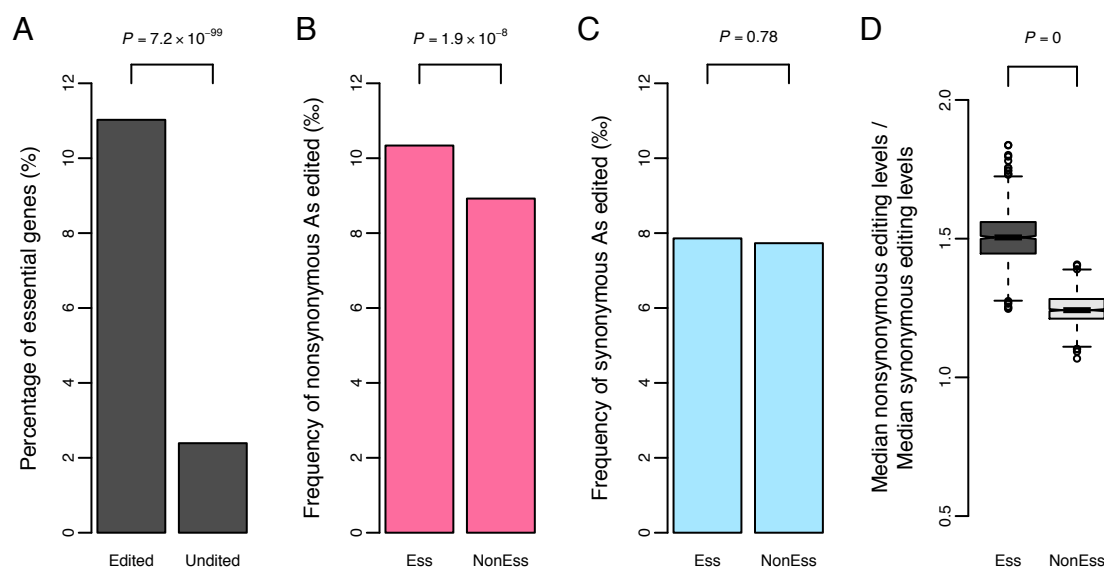 A
P = 7.2 × 10⁻⁹⁹
Percentage of essential genes (%)
0
2
4
6
8
10
12
Edited
Undited
B
P = 1.9 × 10⁻⁸
Frequency of nonsynonymous As edited (‰)
0
2
4
6
8
10
12
Ess
NonEss
C
P = 0.78
Frequency of synonymous As edited (‰)
0
2
4
6
8
10
12
Ess
NonEss
D
P = 0
Median nonsynonymous editing levels /
Median synonymous editing levels
0.5
1.0
1.5
2.0
Ess
NonEss